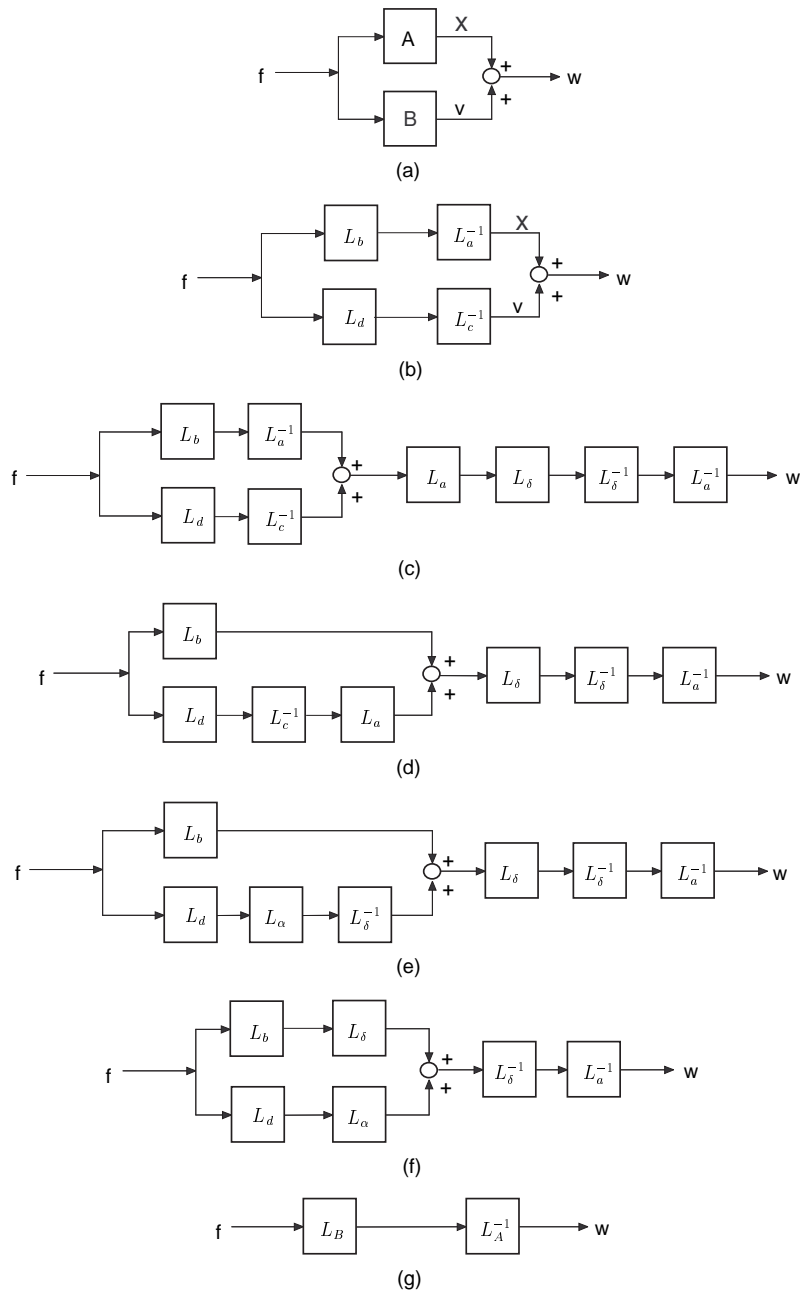 A X
f + w
+
B v
(a)
L_b L_a^{-1} X
f + w
+
L_d L_c^{-1} v
(b)
L_b L_a^{-1}
f + L_a L_δ L_δ^{-1} L_a^{-1} w
+
L_d L_c^{-1}
(c)
L_b
f + L_δ L_δ^{-1} L_a^{-1} w
+
L_d L_c^{-1} L_a
(d)
L_b
f + L_δ L_δ^{-1} L_a^{-1} w
+
L_d L_α L_δ^{-1}
(e)
L_b L_δ
f + L_δ^{-1} L_a^{-1} w
+
L_d L_α
(f)
f L_B L_A^{-1} w
(g)